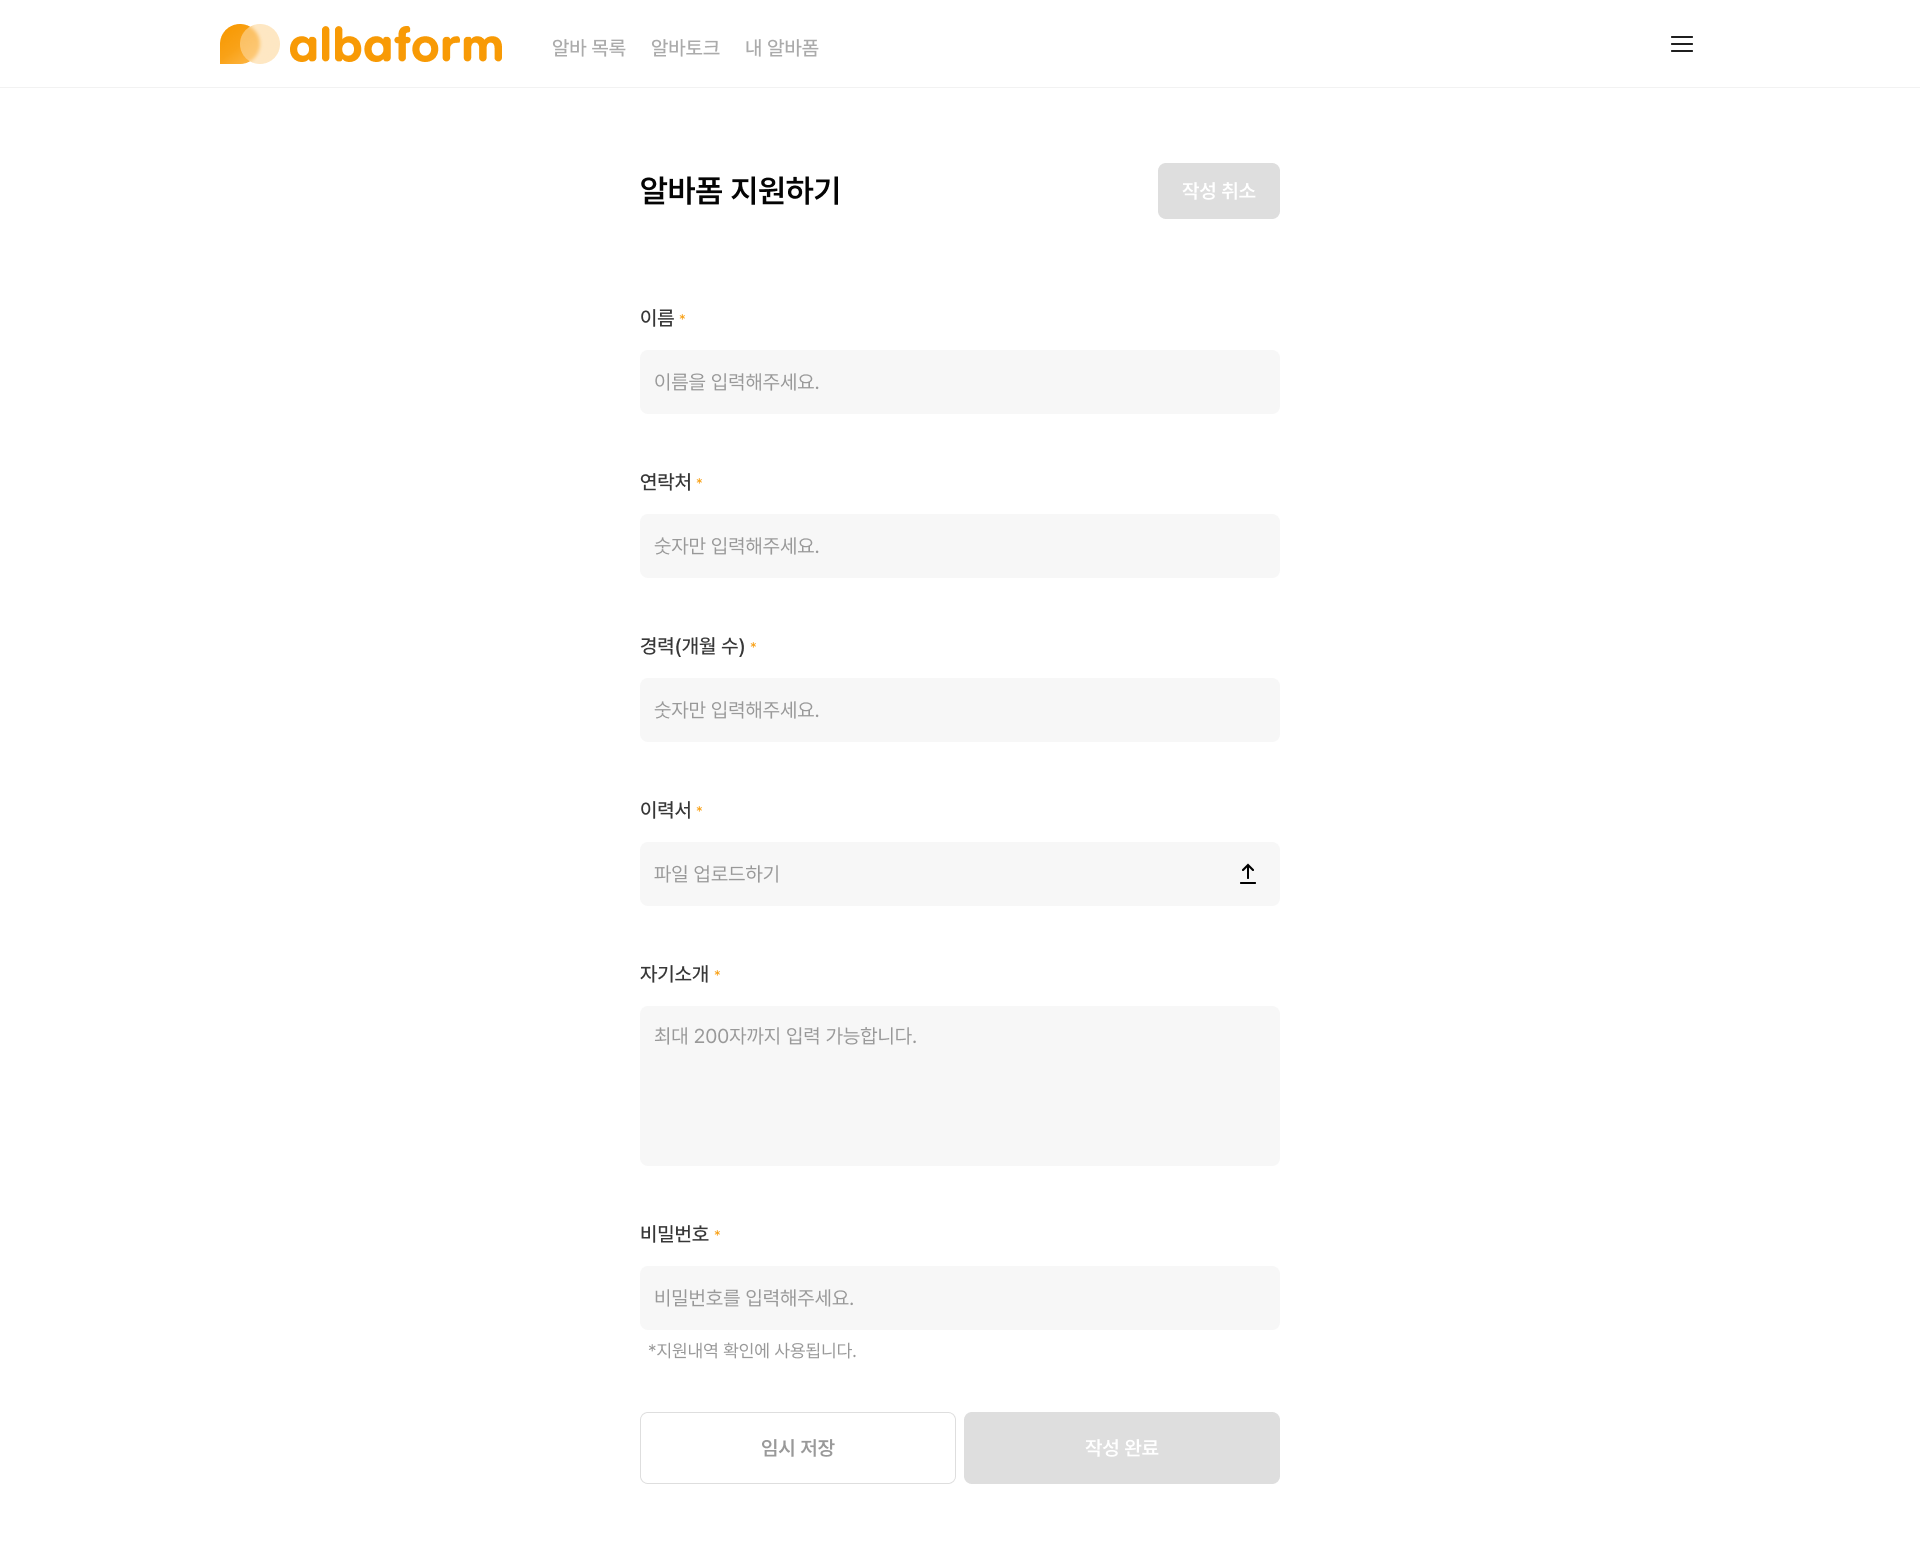 albaform 알바 목록 알바토크 내 알바폼
알바폼 지원하기 작성 취소
이름 *
이름을 입력해주세요.
연락처 *
숫자만 입력해주세요.
경력(개월 수) *
숫자만 입력해주세요.
이력서 *
파일 업로드하기
자기소개 *
최대 200자까지 입력 가능합니다.
비밀번호 *
비밀번호를 입력해주세요.
*지원내역 확인에 사용됩니다.
임시 저장 작성 완료